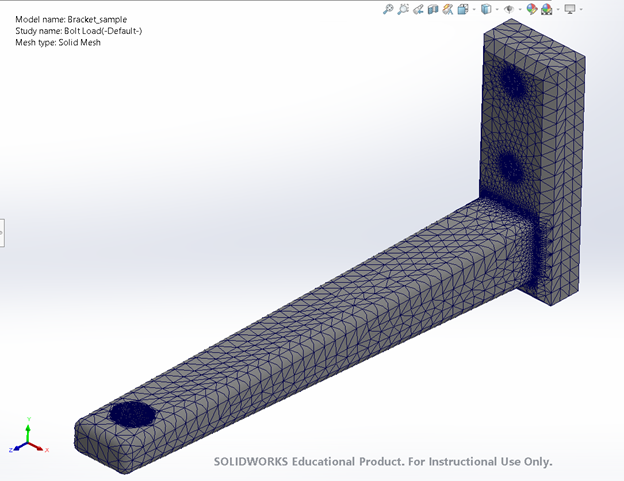 Model name: Bracket_sample
Study name: Bolt Load(-Default-)
Mesh type: Solid Mesh
Y
Z
X
SOLIDWORKS Educational Product. For Instructional Use Only.